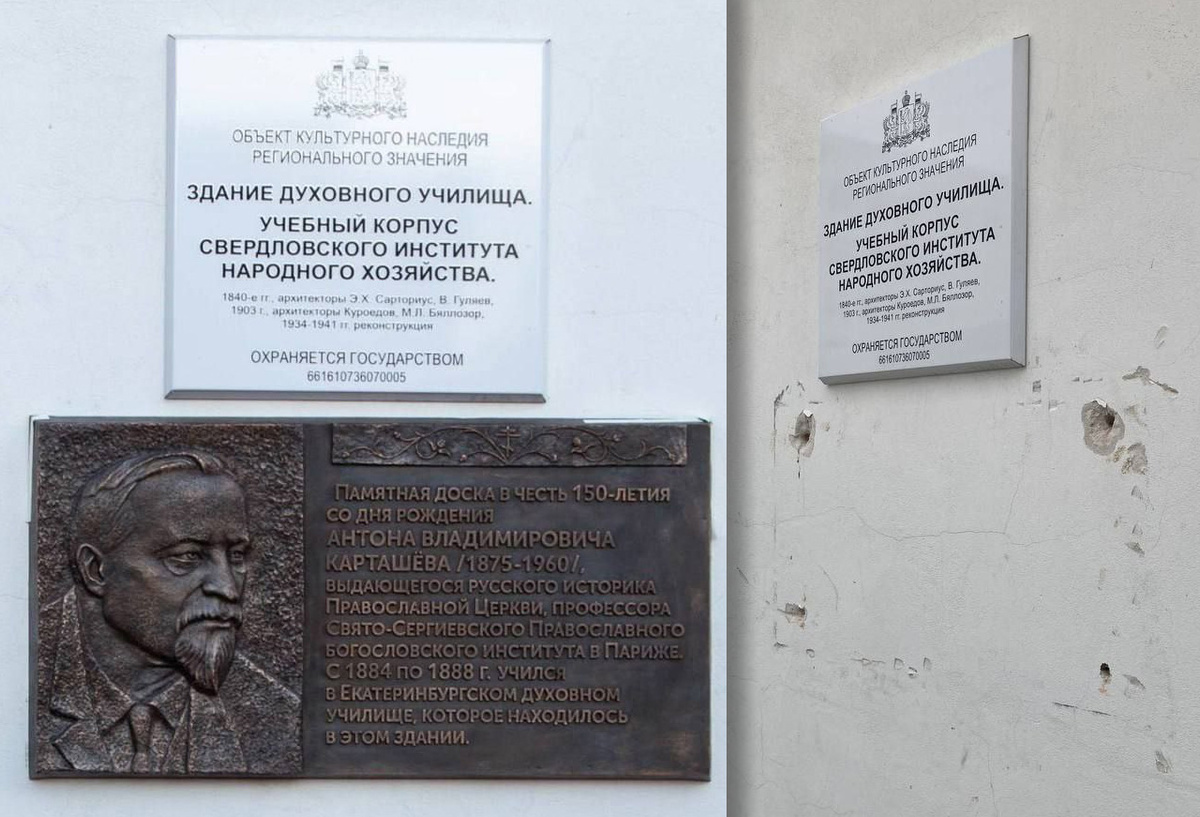 ОБЪЕКТ КУЛЬТУРНОГО НАСЛЕДИЯ
РЕГИОНАЛЬНОГО ЗНАЧЕНИЯ
ЗДАНИЕ ДУХОВНОГО УЧИЛИЩА.
УЧЕБНЫЙ КОРПУС
СВЕРДЛОВСКОГО ИНСТИТУТА
НАРОДНОГО ХОЗЯЙСТВА.
1840-е гг., архитекторы Э.Х. Сарториус, В. Гуляев,
1903 г., архитекторы Куроедов, М.Л. Бяллозор,
1934-1941 гг. реконструкция
ОХРАНЯЕТСЯ ГОСУДАРСТВОМ
661610736070005
ПАМЯТНАЯ ДОСКА В ЧЕСТЬ 150-ЛЕТИЯ
СО ДНЯ РОЖДЕНИЯ
АНТОНА ВЛАДИМИРОВИЧА
КАРТАШЁВА /1875-1960/,
ВЫДАЮЩЕГОСЯ РУССКОГО ИСТОРИКА
ПРАВОСЛАВНОЙ ЦЕРКВИ, ПРОФЕССОРА
СВЯТО-СЕРГИЕВСКОГО ПРАВОСЛАВНОГО
БОГОСЛОВСКОГО ИНСТИТУТА В ПАРИЖЕ.
С 1884 ПО 1888 Г. УЧИЛСЯ
В ЕКАТЕРИНБУРГСКОМ ДУХОВНОМ
УЧИЛИЩЕ, КОТОРОЕ НАХОДИЛОСЬ
В ЭТОМ ЗДАНИИ.
ОБЪЕКТ КУЛЬТУРНОГО НАСЛЕДИЯ
РЕГИОНАЛЬНОГО ЗНАЧЕНИЯ
ЗДАНИЕ ДУХОВНОГО УЧИЛИЩА.
УЧЕБНЫЙ КОРПУС
СВЕРДЛОВСКОГО ИНСТИТУТА
НАРОДНОГО ХОЗЯЙСТВА.
1840-е гг., архитекторы Э.Х. Сарториус, В. Гуляев,
1903 г., архитекторы Куроедов, М.Л. Бяллозор,
1934-1941 гг. реконструкция
ОХРАНЯЕТСЯ ГОСУДАРСТВОМ
661610736070005